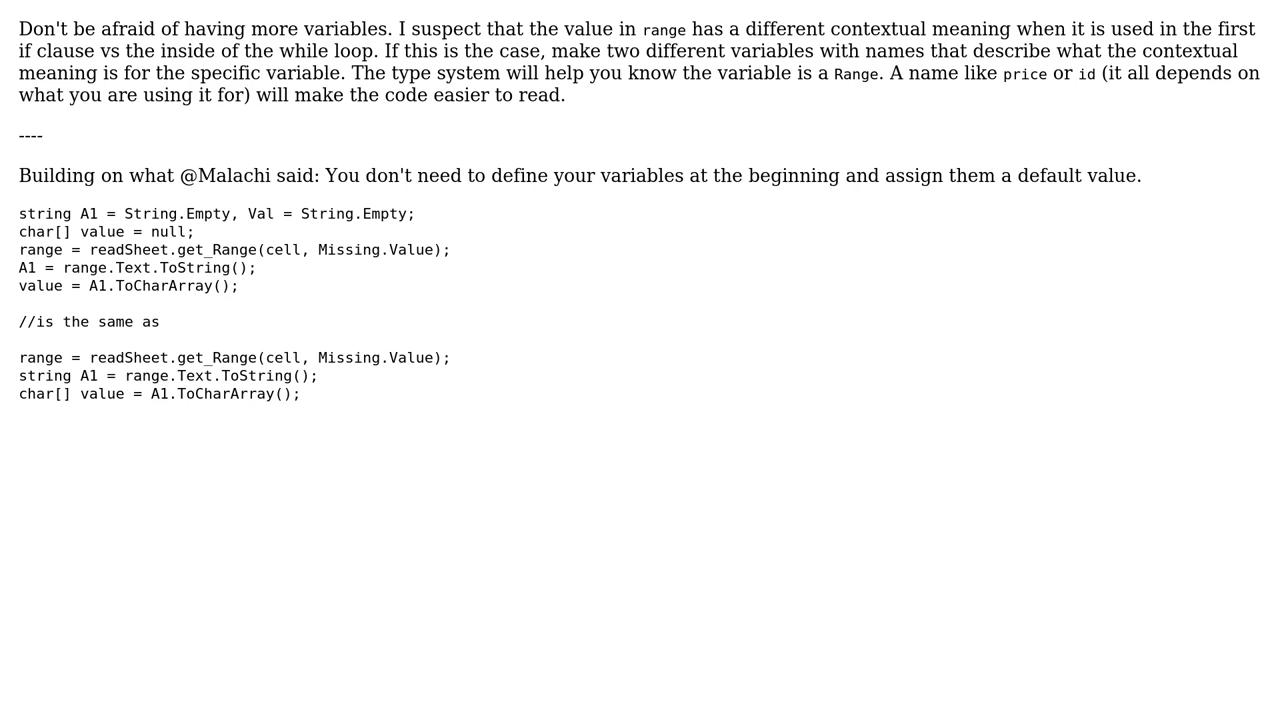 Don't be afraid of having more variables. I suspect that the value in range has a different contextual meaning when it is used in the first
if clause vs the inside of the while loop. If this is the case, make two different variables with names that describe what the contextual
meaning is for the specific variable. The type system will help you know the variable is a Range. A name like price or id (it all depends on
what you are using it for) will make the code easier to read.
----
Building on what @Malachi said: You don't need to define your variables at the beginning and assign them a default value.
string A1 = String.Empty, Val = String.Empty;
char[] value = null;
range = readSheet.get_Range(cell, Missing.Value);
A1 = range.Text.ToString();
value = A1.ToCharArray();
//is the same as
range = readSheet.get_Range(cell, Missing.Value);
string A1 = range.Text.ToString();
char[] value = A1.ToCharArray();